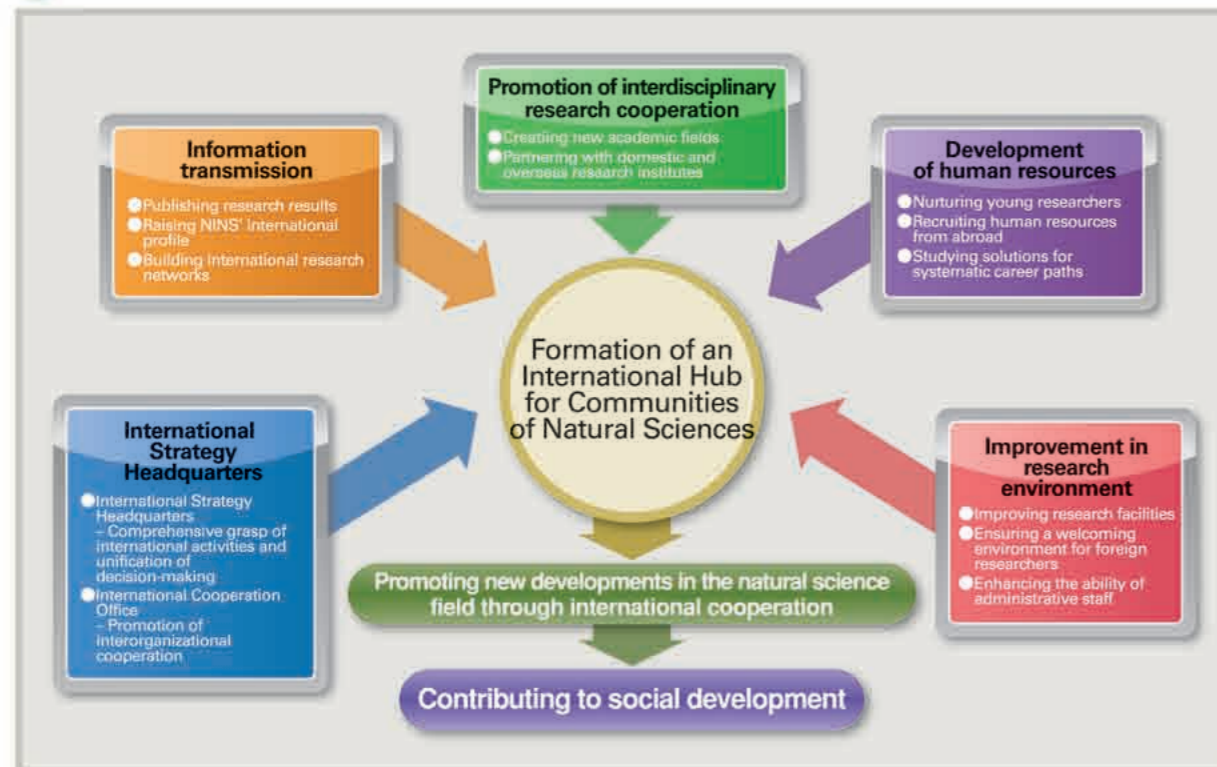 Promotion of interdisciplinary
research cooperation
●Creating new academic fields
●Partnering with domestic and
overseas research institutes
Information
transmission
●Publishing research results
●Raising NINS' international
profile
●Building international research
networks
Development
of human resources
●Nurturing young researchers
●Recruiting human resources
from abroad
●Studying solutions for
systematic career paths
Formation of an
International Hub
for Communities
of Natural Sciences
International
Strategy
Headquarters
●International Strategy
Headquarters
– Comprehensive grasp of
international activities and
unification of
decision-making
●International Cooperation
Office
– Promotion of
interorganizational
cooperation
Improvement in
research
environment
●Improving research facilities
●Ensuring a welcoming
environment for foreign
researchers
●Enhancing the ability of
administrative staff
Promoting new developments in the natural science
field through international cooperation
Contributing to social development